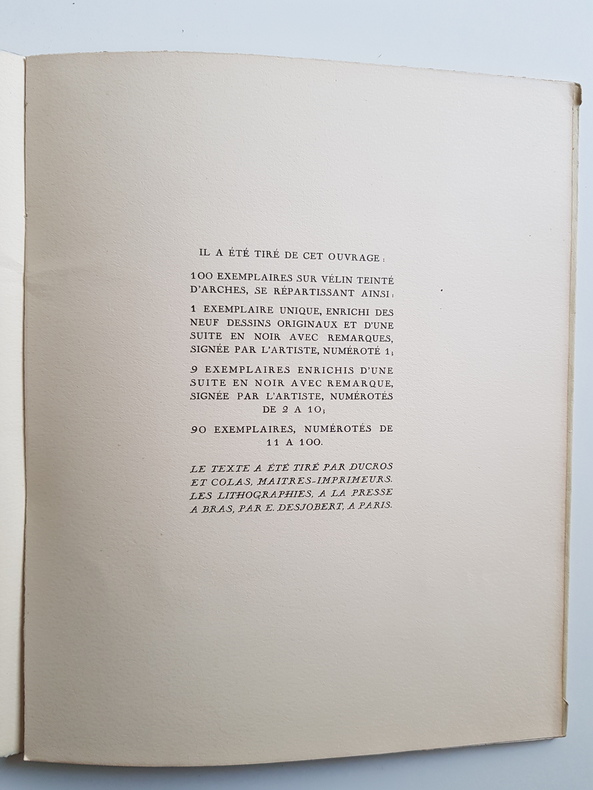 IL A ÉTÉ TIRÉ DE CET OUVRAGE :
100 EXEMPLAIRES SUR VÉLIN TEINTÉ
D'ARCHES, SE RÉPARTISSANT AINSI :
1 EXEMPLAIRE UNIQUE, ENRICHI DES
NEUF DESSINS ORIGINAUX ET D'UNE
SUITE EN NOIR AVEC REMARQUES,
SIGNÉE PAR L'ARTISTE, NUMÉROTÉ 1;
9 EXEMPLAIRES ENRICHIS D'UNE
SUITE EN NOIR AVEC REMARQUE,
SIGNÉE PAR L'ARTISTE, NUMÉROTÉS
DE 2 A 10;
90 EXEMPLAIRES, NUMÉROTÉS DE
11 A 100.
LE TEXTE A ÉTÉ TIRÉ PAR DUCROS
ET COLAS, MAITRES-IMPRIMEURS.
LES LITHOGRAPHIES, A LA PRESSE
A BRAS, PAR E. DESJOBERT, A PARIS.